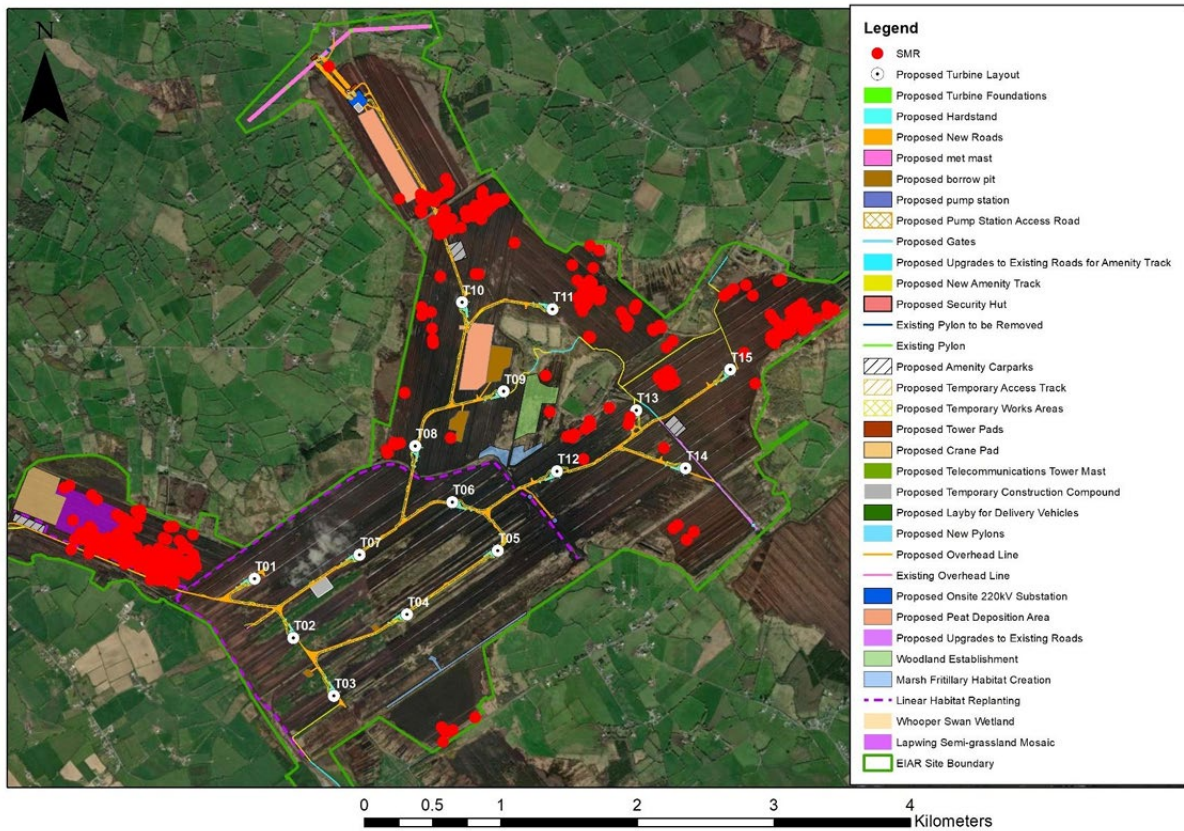 N
Legend
SMR
Proposed Turbine Layout
Proposed Turbine Foundations
Proposed Hardstand
Proposed New Roads
Proposed met mast
Proposed borrow pit
Proposed pump station
Proposed Pump Station Access Road
Proposed Gates
Proposed Upgrades to Existing Roads for Amenity Track
Proposed New Amenity Track
Proposed Security Hut
Existing Pylon to be Removed
Existing Pylon
Proposed Amenity Carparks
Proposed Temporary Access Track
Proposed Temporary Works Areas
Proposed Tower Pads
Proposed Crane Pad
Proposed Telecommunications Tower Mast
Proposed Temporary Construction Compound
Proposed Layby for Delivery Vehicles
Proposed New Pylons
Proposed Overhead Line
Existing Overhead Line
Proposed Onsite 220kV Substation
Proposed Peat Deposition Area
Proposed Upgrades to Existing Roads
Woodland Establishment
Marsh Fritillary Habitat Creation
Linear Habitat Replanting
Whooper Swan Wetland
Lapwing Semi-grassland Mosaic
EIAR Site Boundary
T10
T11
T15
T09
T13
T08
T12
T14
T06
T05
T07
T01
T04
T02
T03
0 0.5 1 2 3 4
Kilometers